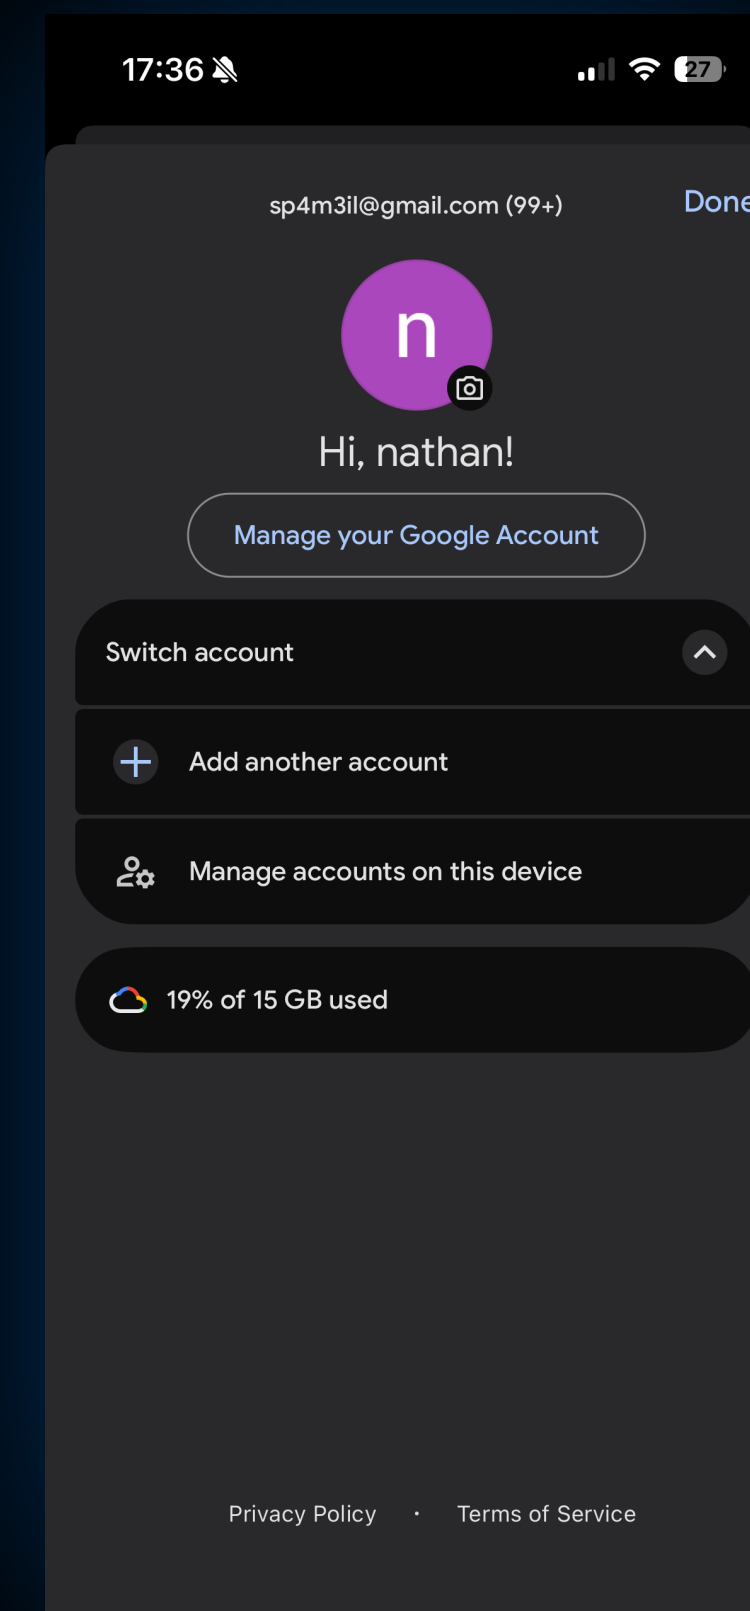 17:36
27
sp4m3il@gmail.com (99+)
Done
n
Hi, nathan!
Manage your Google Account
Switch account
Add another account
Manage accounts on this device
19% of 15 GB used
Privacy Policy · Terms of Service